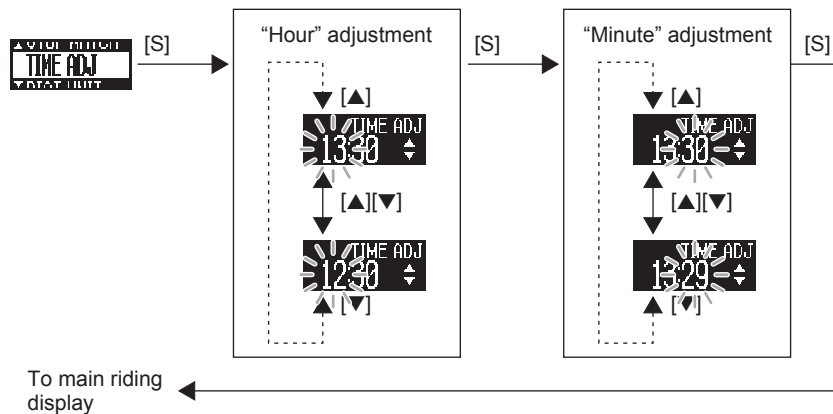 TIME ADJ
[S]
“Hour” adjustment
[▲]
TIME ADJ
13:30
[▲][▼]
TIME ADJ
12:30
[▼]
[S]
“Minute” adjustment
[▲]
TIME ADJ
13:30
[▲][▼]
TIME ADJ
13:29
[▼]
[S]
To main riding
display